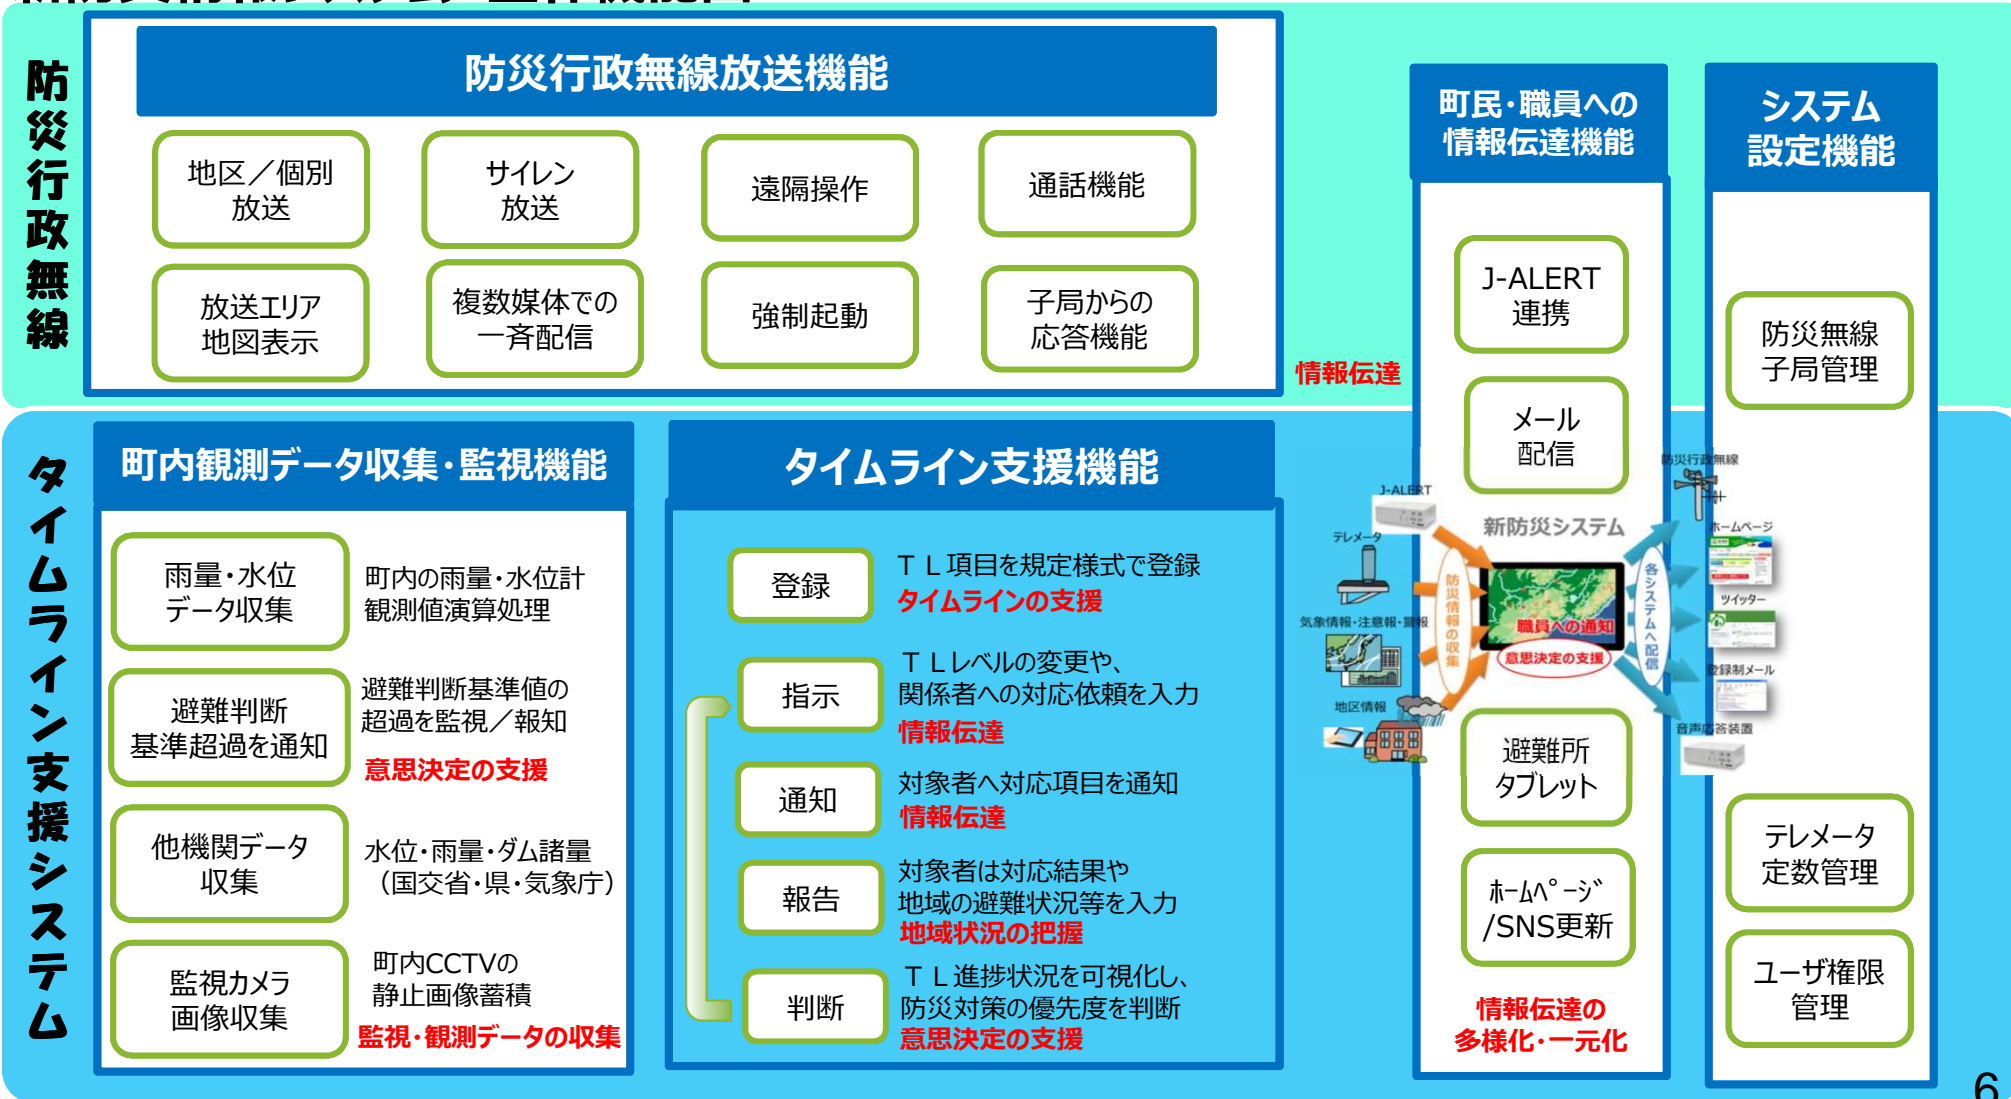 防災行政無線
防災行政無線放送機能
地区／個別
放送
サイレン
放送
遠隔操作
通話機能
放送エリア
地図表示
複数媒体での
一斉配信
強制起動
子局からの
応答機能
情報伝達
町民・職員への
情報伝達機能
J-ALERT
連携
メール
配信
避難所
タブレット
ﾎｰﾑﾍﾟｰｼﾞ
/SNS更新
情報伝達の
多様化・一元化
システム
設定機能
防災無線
子局管理
テレメータ
定数管理
ユーザ権限
管理
タイムライン支援システム
町内観測データ収集・監視機能
雨量・水位
データ収集
町内の雨量・水位計
観測値演算処理
避難判断
基準超過を通知
避難判断基準値の
超過を監視／報知
意思決定の支援
他機関データ
収集
水位・雨量・ダム諸量
（国交省・県・気象庁）
監視カメラ
画像収集
町内CCTVの
静止画像蓄積
監視・観測データの収集
タイムライン支援機能
登録
ＴＬ項目を規定様式で登録
タイムラインの支援
指示
ＴＬレベルの変更や、
関係者への対応依頼を入力
情報伝達
通知
対象者へ対応項目を通知
情報伝達
報告
対象者は対応結果や
地域の避難状況等を入力
地域状況の把握
判断
ＴＬ進捗状況を可視化し、
防災対策の優先度を判断
意思決定の支援
J-ALERT
テレメータ
気象情報・注意報・警報
地区情報
防災情報の収集
新防災システム
職員への通知
意思決定の支援
各システムへ配信
防災行政無線
ホームページ
ツイッター
登録制メール
音声応答装置
6